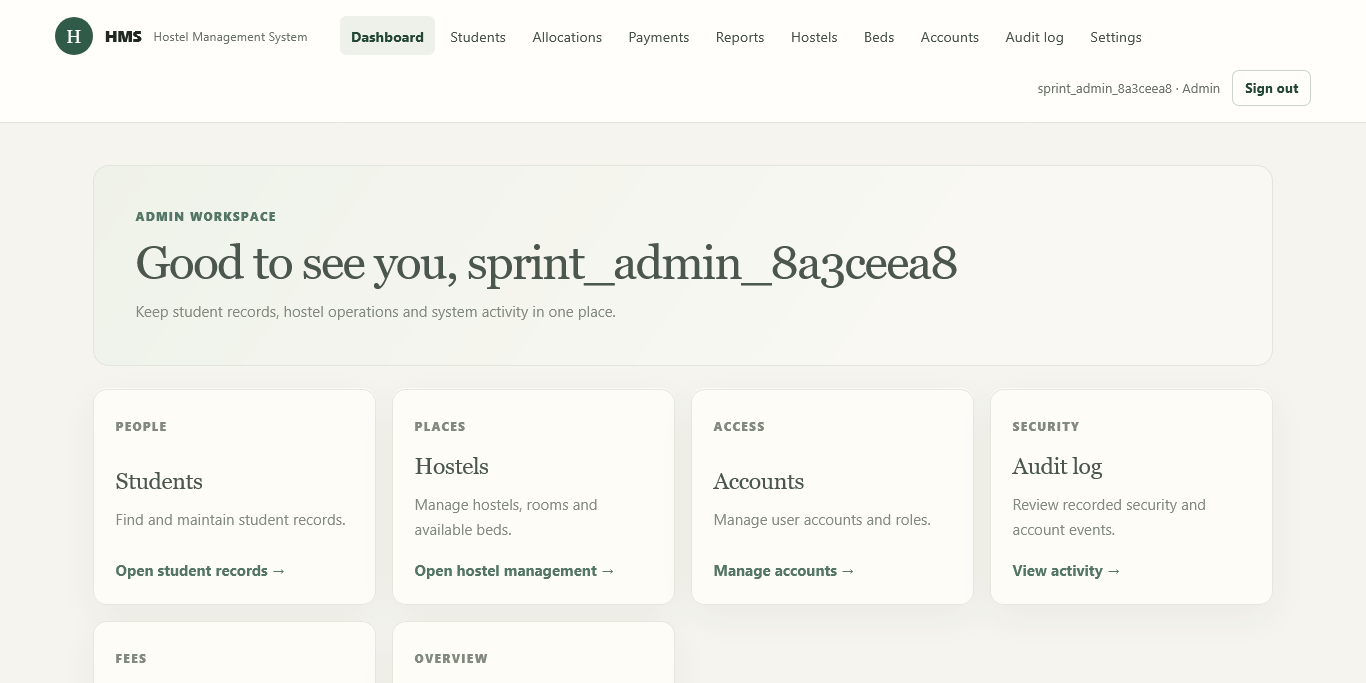 H HMS Hostel Management System Dashboard Students Allocations Payments Reports Hostels Beds Accounts Audit log Settings
sprint_admin_8a3ceea8 · Admin Sign out
ADMIN WORKSPACE
Good to see you, sprint_admin_8a3ceea8
Keep student records, hostel operations and system activity in one place.
PEOPLE
Students
Find and maintain student records.
Open student records →
PLACES
Hostels
Manage hostels, rooms and
available beds.
Open hostel management →
ACCESS
Accounts
Manage user accounts and roles.
Manage accounts →
SECURITY
Audit log
Review recorded security and
account events.
View activity →
FEES
OVERVIEW